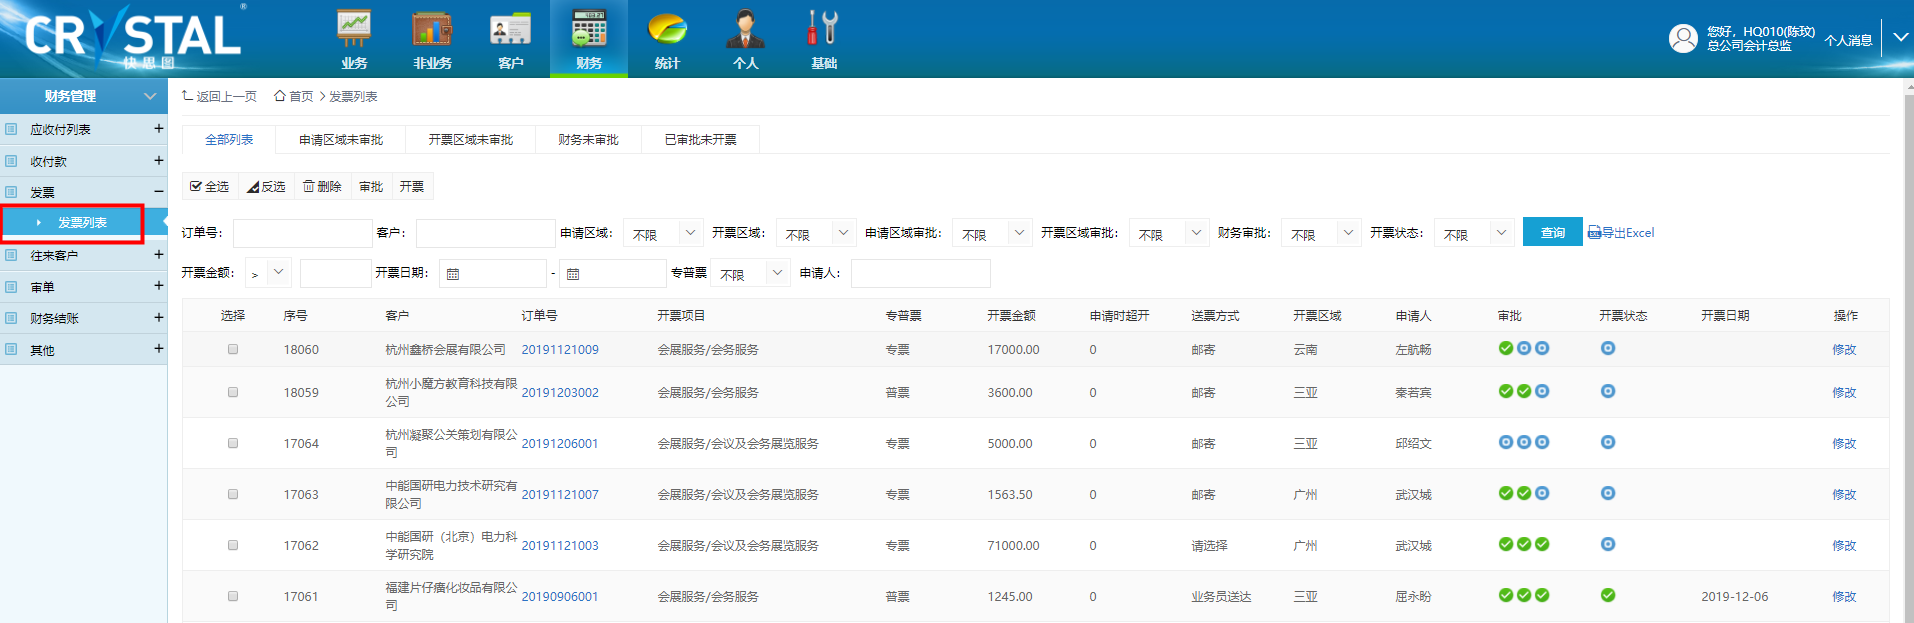 CRYSTAL ®
快思图
业务 非业务 客户 财务 统计 个人 基础
您好，HQ010(陈玟)
总公司会计总监
个人消息
财务管理
应收付列表 +
收付款 +
发票 −
发票列表
往来客户 +
审单 +
财务结账 +
其他 +
返回上一页 首页 > 发票列表
全部列表 申请区域未审批 开票区域未审批 财务未审批 已审批未开票
全选 反选 删除 审批 开票
订单号： 客户： 申请区域： 不限 开票区域： 不限 申请区域审批： 不限 开票区域审批： 不限 财务审批： 不限 开票状态： 不限 查询 导出Excel
开票金额： > 开票日期： - 专普票 不限 申请人：
选择 序号 客户 订单号 开票项目 专普票 开票金额 申请时超开 送票方式 开票区域 申请人 审批 开票状态 开票日期 操作
18060 杭州鑫桥会展有限公司 20191121009 会展服务/会务服务 专票 17000.00 0 邮寄 云南 左航畅 修改
18059 杭州小魔方教育科技有限公司 20191203002 会展服务/会务服务 普票 3600.00 0 邮寄 三亚 秦若宾 修改
17064 杭州凝聚公关策划有限公司 20191206001 会展服务/会议及会务展览服务 专票 5000.00 0 邮寄 三亚 邱绍文 修改
17063 中能国研电力技术研究有限公司 20191121007 会展服务/会议及会务展览服务 专票 1563.50 0 邮寄 广州 武汉城 修改
17062 中能国研（北京）电力科学研究院 20191121003 会展服务/会议及会务展览服务 专票 71000.00 0 请选择 广州 武汉城 修改
17061 福建片仔癀化妆品有限公司 20190906001 会展服务/会务服务 普票 1245.00 0 业务员送达 三亚 屈永盼 2019-12-06 修改